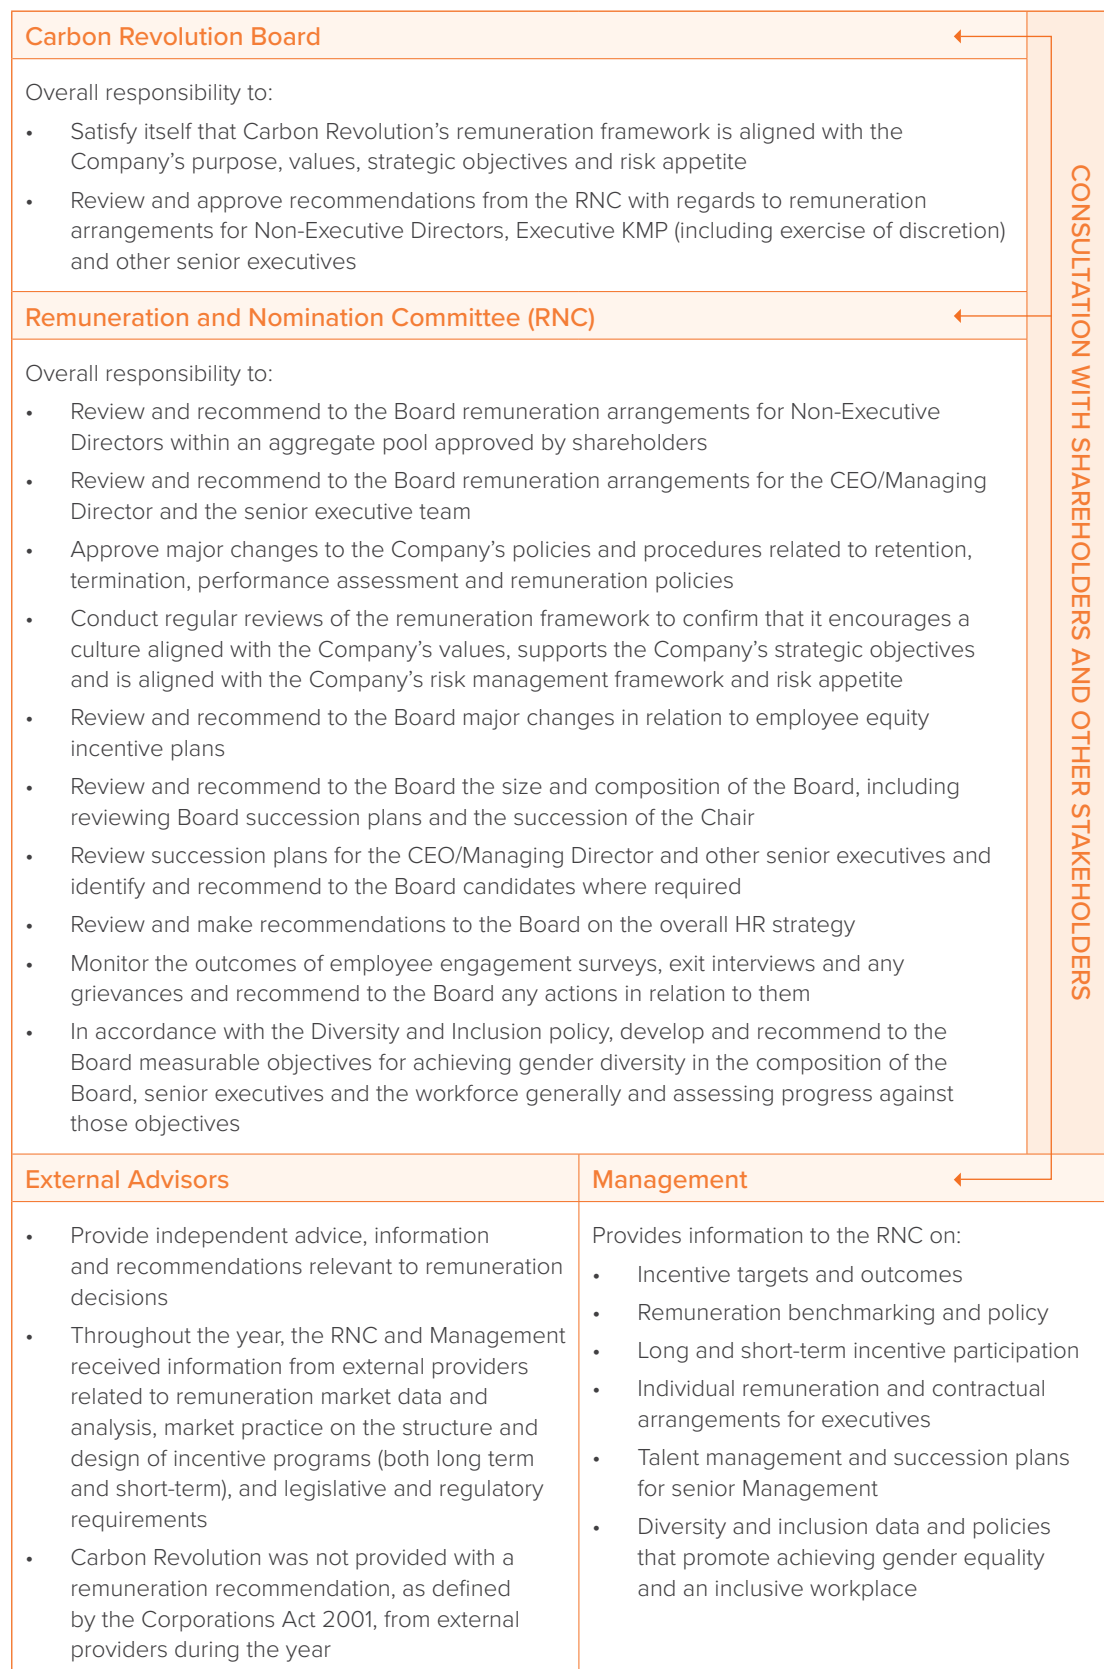 Carbon Revolution Board
Overall responsibility to:
• Satisfy itself that Carbon Revolution’s remuneration framework is aligned with the
Company’s purpose, values, strategic objectives and risk appetite
• Review and approve recommendations from the RNC with regards to remuneration
arrangements for Non-Executive Directors, Executive KMP (including exercise of discretion)
and other senior executives
Remuneration and Nomination Committee (RNC)
Overall responsibility to:
• Review and recommend to the Board remuneration arrangements for Non-Executive
Directors within an aggregate pool approved by shareholders
• Review and recommend to the Board remuneration arrangements for the CEO/Managing
Director and the senior executive team
• Approve major changes to the Company’s policies and procedures related to retention,
termination, performance assessment and remuneration policies
• Conduct regular reviews of the remuneration framework to confirm that it encourages a
culture aligned with the Company’s values, supports the Company’s strategic objectives
and is aligned with the Company’s risk management framework and risk appetite
• Review and recommend to the Board major changes in relation to employee equity
incentive plans
• Review and recommend to the Board the size and composition of the Board, including
reviewing Board succession plans and the succession of the Chair
• Review succession plans for the CEO/Managing Director and other senior executives and
identify and recommend to the Board candidates where required
• Review and make recommendations to the Board on the overall HR strategy
• Monitor the outcomes of employee engagement surveys, exit interviews and any
grievances and recommend to the Board any actions in relation to them
• In accordance with the Diversity and Inclusion policy, develop and recommend to the
Board measurable objectives for achieving gender diversity in the composition of the
Board, senior executives and the workforce generally and assessing progress against
those objectives
CONSULTATION WITH SHAREHOLDERS AND OTHER STAKEHOLDERS
External Advisors
• Provide independent advice, information
and recommendations relevant to remuneration
decisions
• Throughout the year, the RNC and Management
received information from external providers
related to remuneration market data and
analysis, market practice on the structure and
design of incentive programs (both long term
and short-term), and legislative and regulatory
requirements
• Carbon Revolution was not provided with a
remuneration recommendation, as defined
by the Corporations Act 2001, from external
providers during the year
Management
Provides information to the RNC on:
• Incentive targets and outcomes
• Remuneration benchmarking and policy
• Long and short-term incentive participation
• Individual remuneration and contractual
arrangements for executives
• Talent management and succession plans
for senior Management
• Diversity and inclusion data and policies
that promote achieving gender equality
and an inclusive workplace